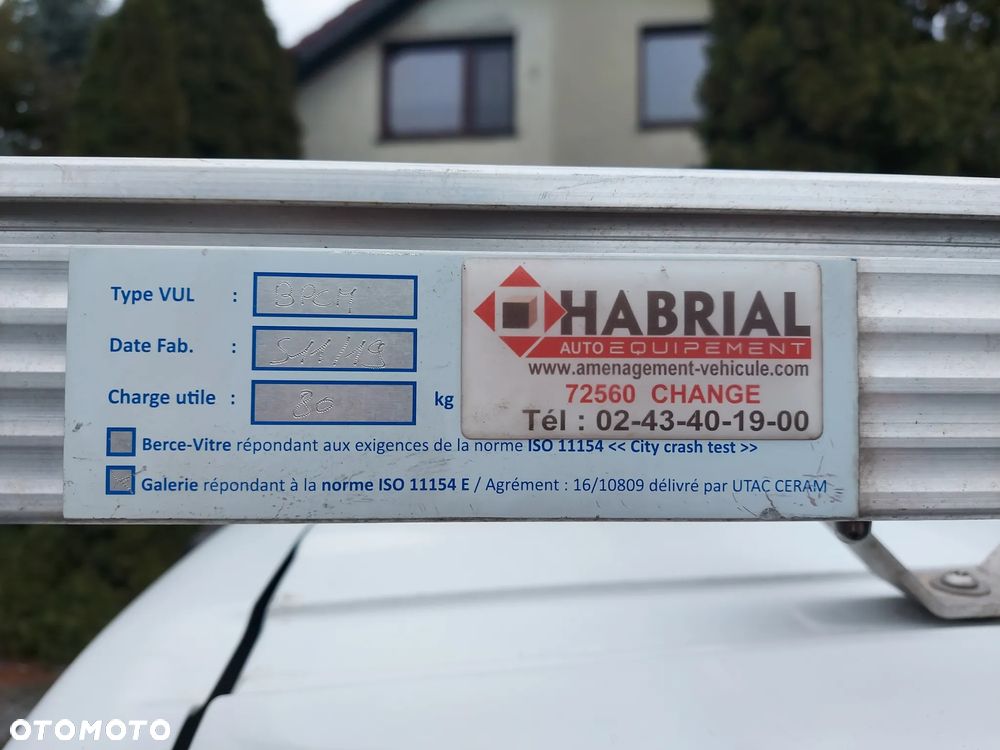 Type VUL : BPCM
Date Fab. : S11/19
Charge utile : 80 kg
HABRIAL
AUTO EQUIPEMENT
www.amenagement-vehicule.com
72560 CHANGE
Tél : 02-43-40-19-00
Berce-Vitre répondant aux exigences de la norme ISO 11154 << City crash test >>
Galerie répondant à la norme ISO 11154 E / Agrément : 16/10809 délivré par UTAC CERAM
OTOMOTO